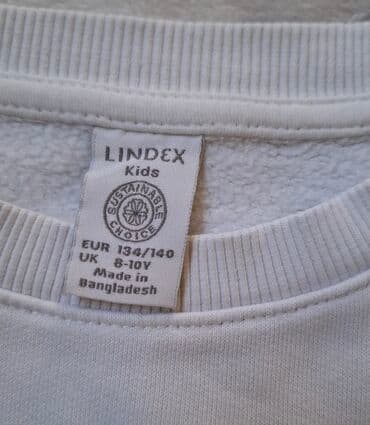 LINDEX
Kids
SUSTAINABLE
CHOICE
EUR 134/140
UK 8-10Y
Made in
Bangladesh